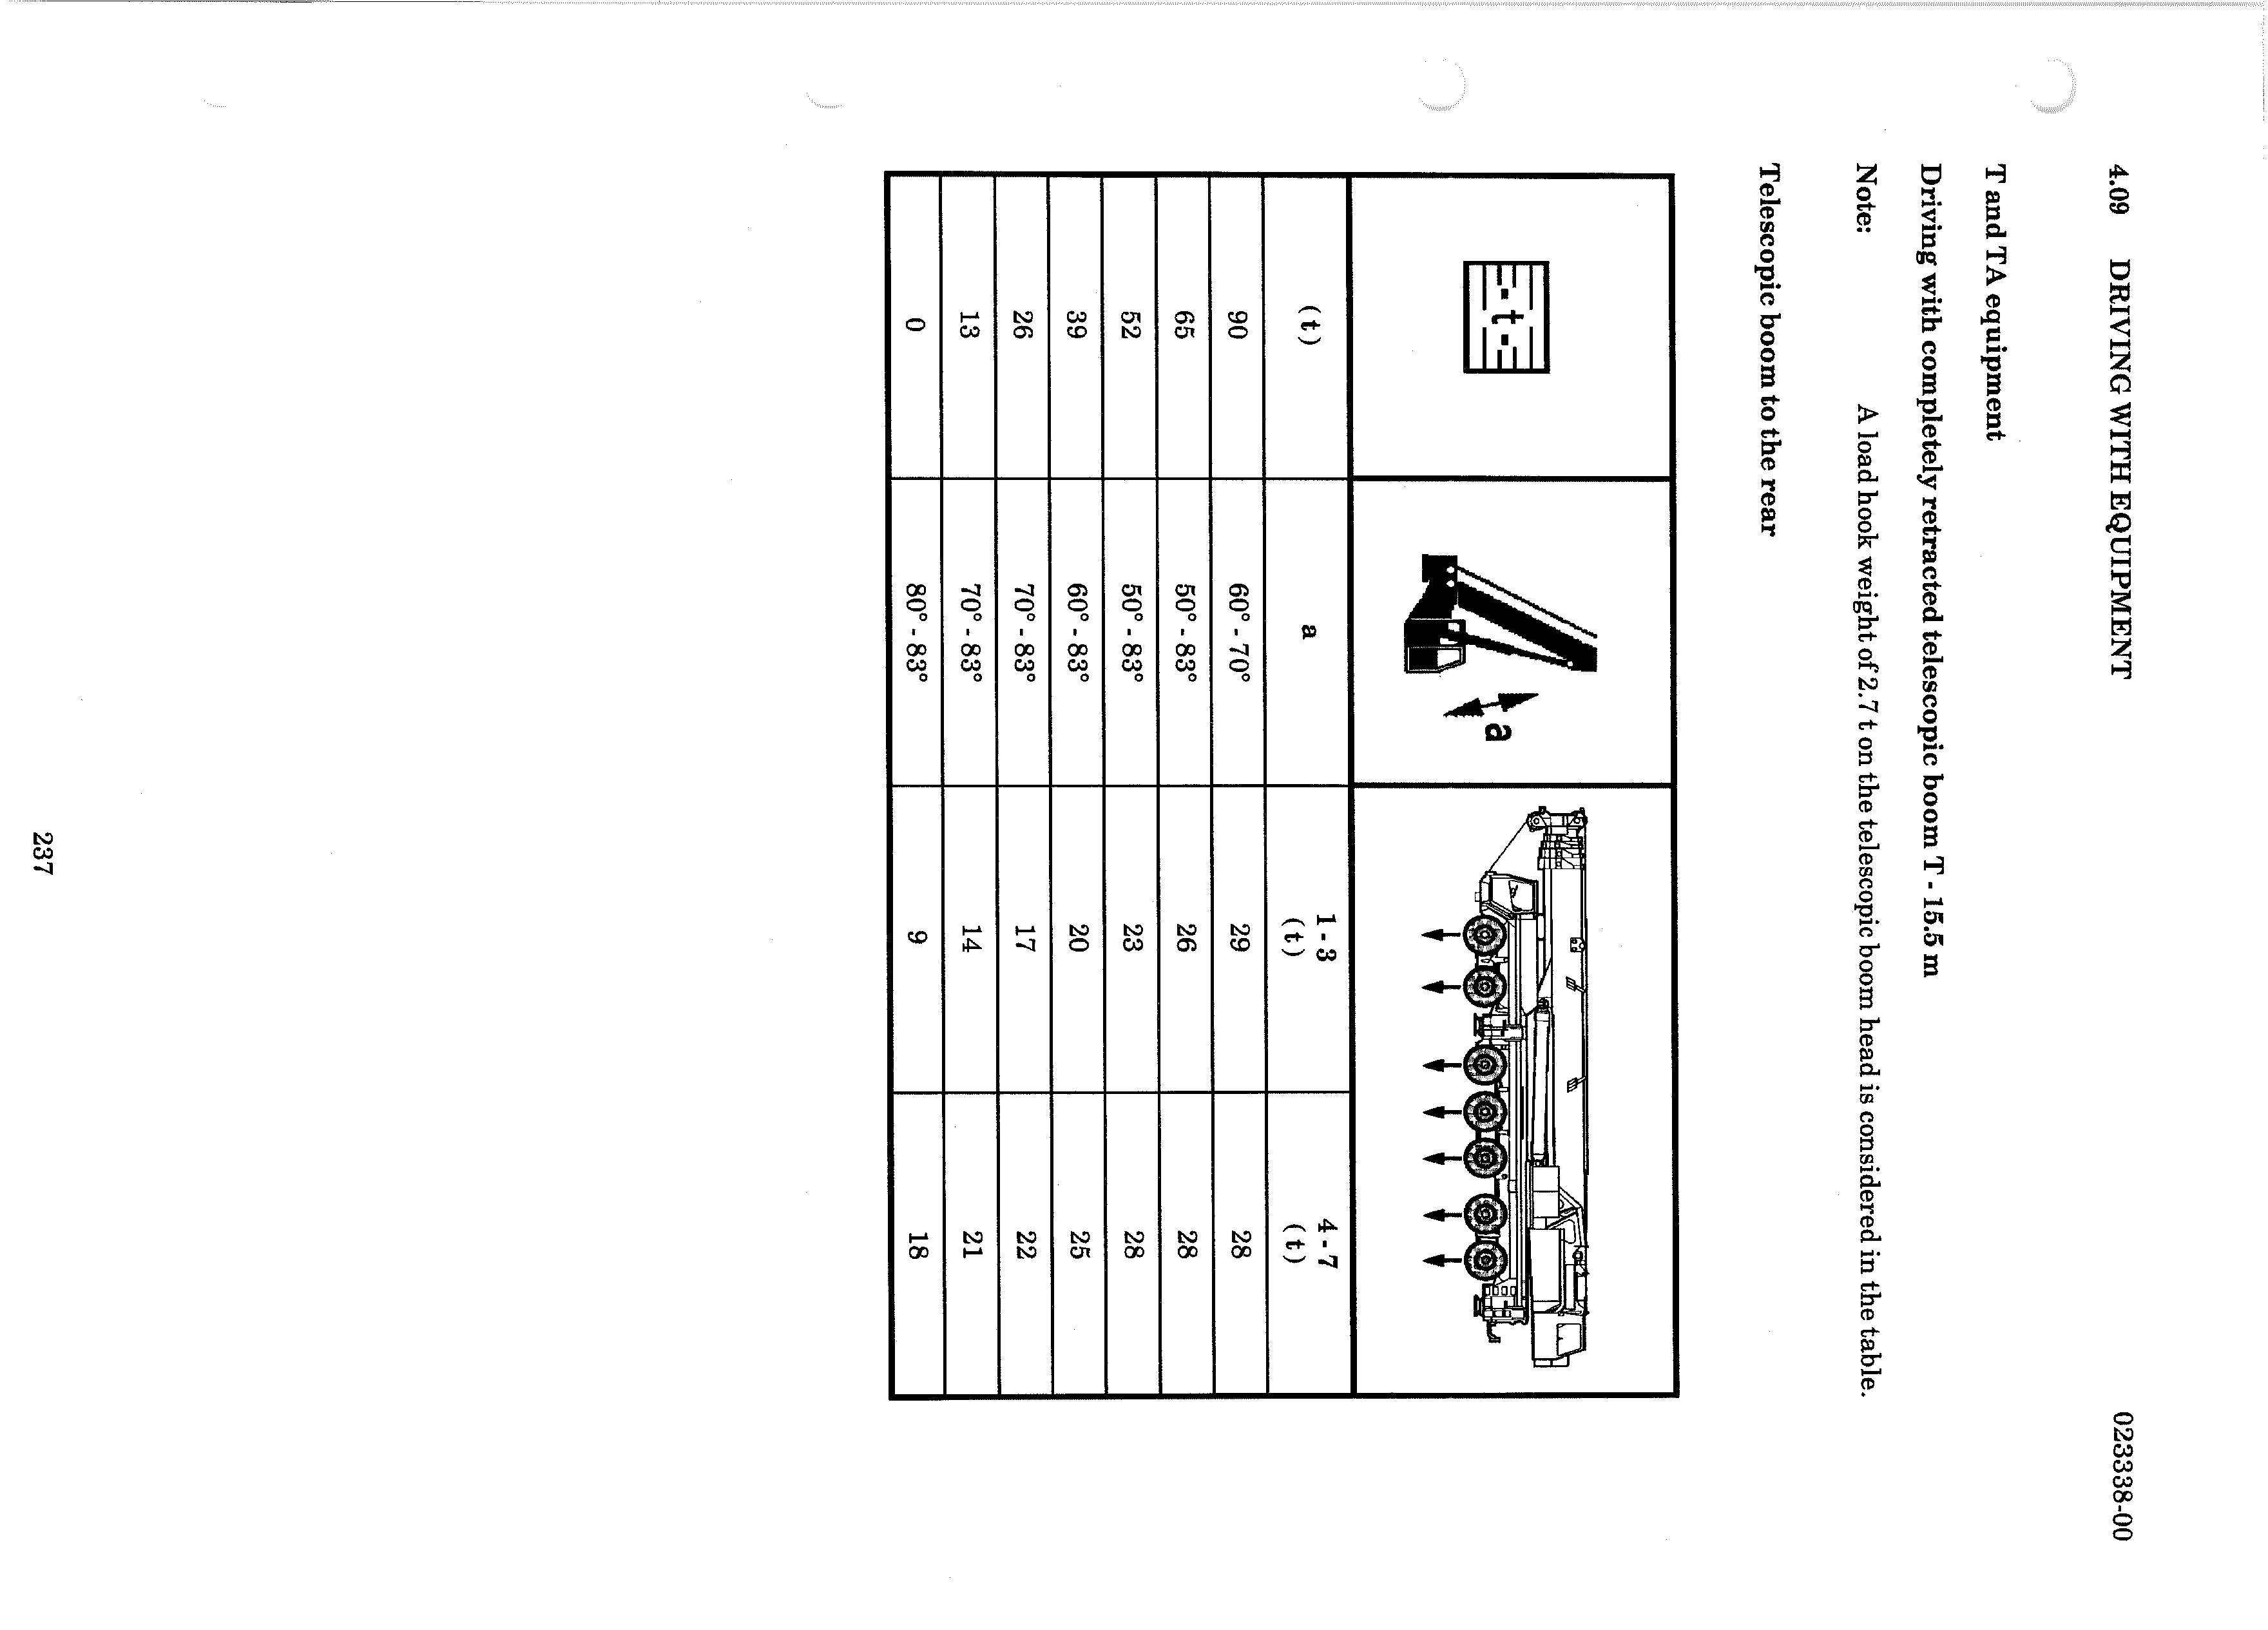 4.09 DRIVING WITH EQUIPMENT 023338-00
T and TA equipment
Driving with completely retracted telescopic boom T - 15.5 m
Note: A load hook weight of 2.7 t on the telescopic boom head is considered in the table.
Telescopic boom to the rear
- t -
a
(t) a 1 - 3 (t) 4 - 7 (t)
90 60° - 70° 29 28
65 50° - 83° 26 28
52 50° - 83° 23 28
39 60° - 83° 20 25
26 70° - 83° 17 22
13 70° - 83° 14 21
0 80° - 83° 9 18
237